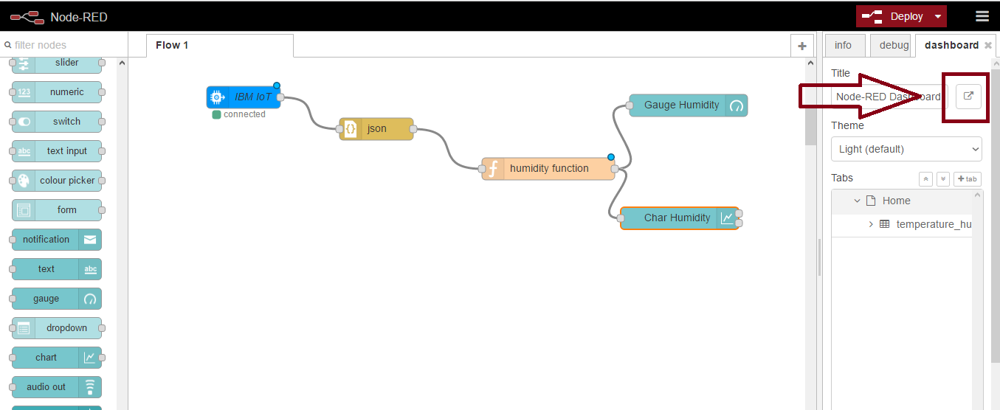 Node-RED
Deploy
filter nodes
Flow 1
info
debug
dashboard
slider
123
numeric
switch
abc
text input
colour picker
form
notification
text
abc
gauge
dropdown
chart
audio out
IBM IoT
connected
json
humidity function
Gauge Humidity
Char Humidity
Title
Node-RED Dashboard
Theme
Light (default)
Tabs
+ tab
Home
temperature_hu